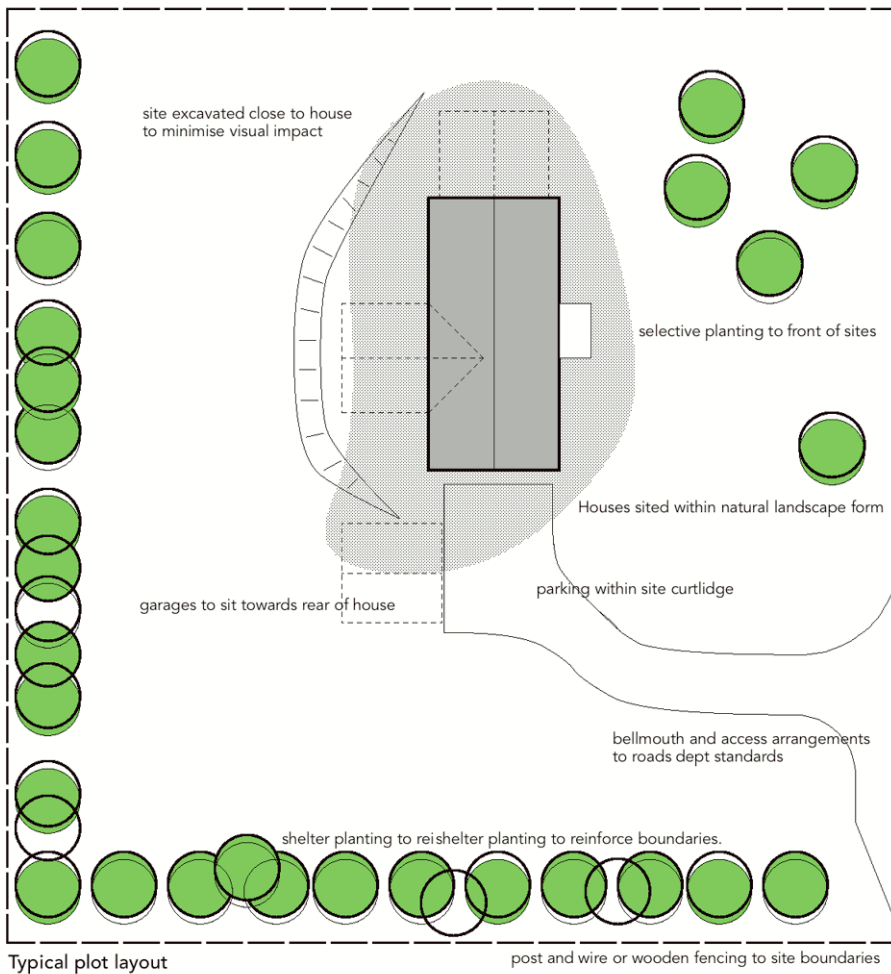 site excavated close to house
to minimise visual impact
selective planting to front of sites
Houses sited within natural landscape form
parking within site curtlidge
garages to sit towards rear of house
bellmouth and access arrangements
to roads dept standards
shelter planting to reishelter planting to reinforce boundaries.
Typical plot layout
post and wire or wooden fencing to site boundaries